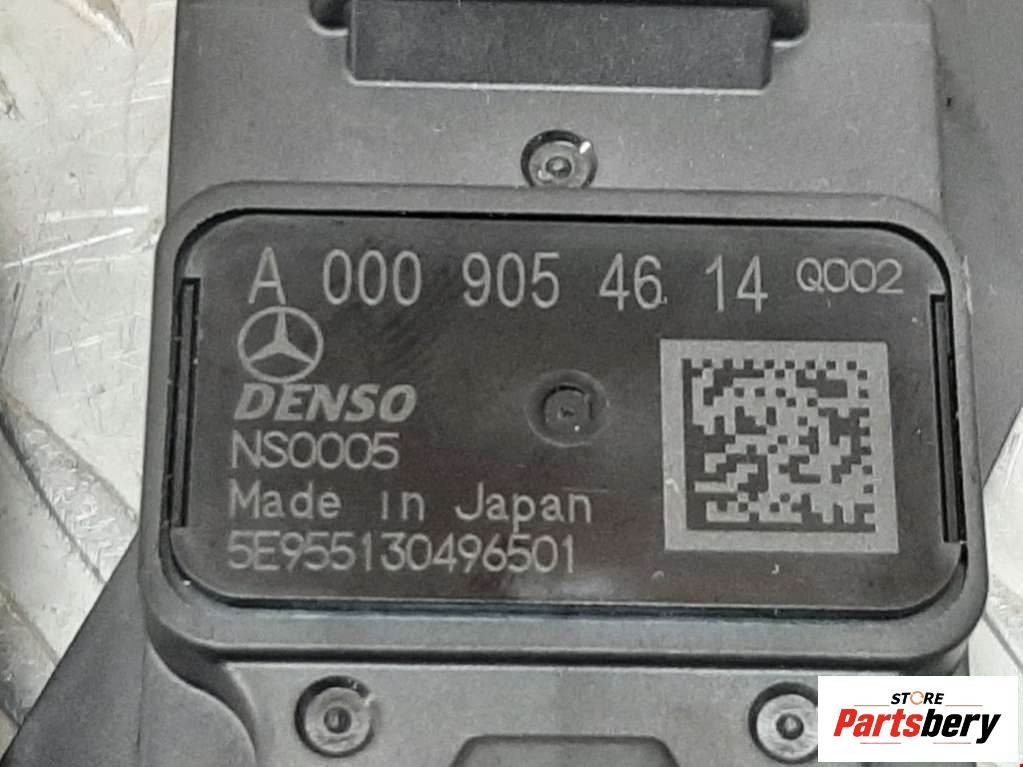 A 000 905 46 14 Q002
DENSO
NS0005
Made in Japan
5E955130496501
STORE
Partsbery